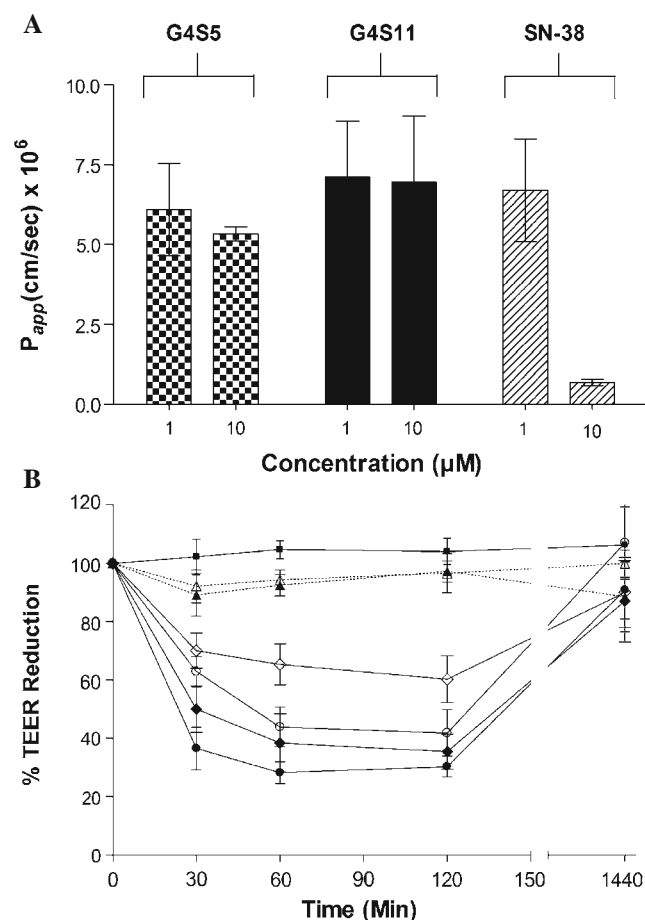 A
G4S5 G4S11 SN-38
P app (cm/sec) x 10 6
10.0
7.5
5.0
2.5
0.0
1 10 1 10 1 10
Concentration (µM)
B
% TEER Reduction
120
100
80
60
40
20
0
0 30 60 90 120 150 1440
Time (Min)